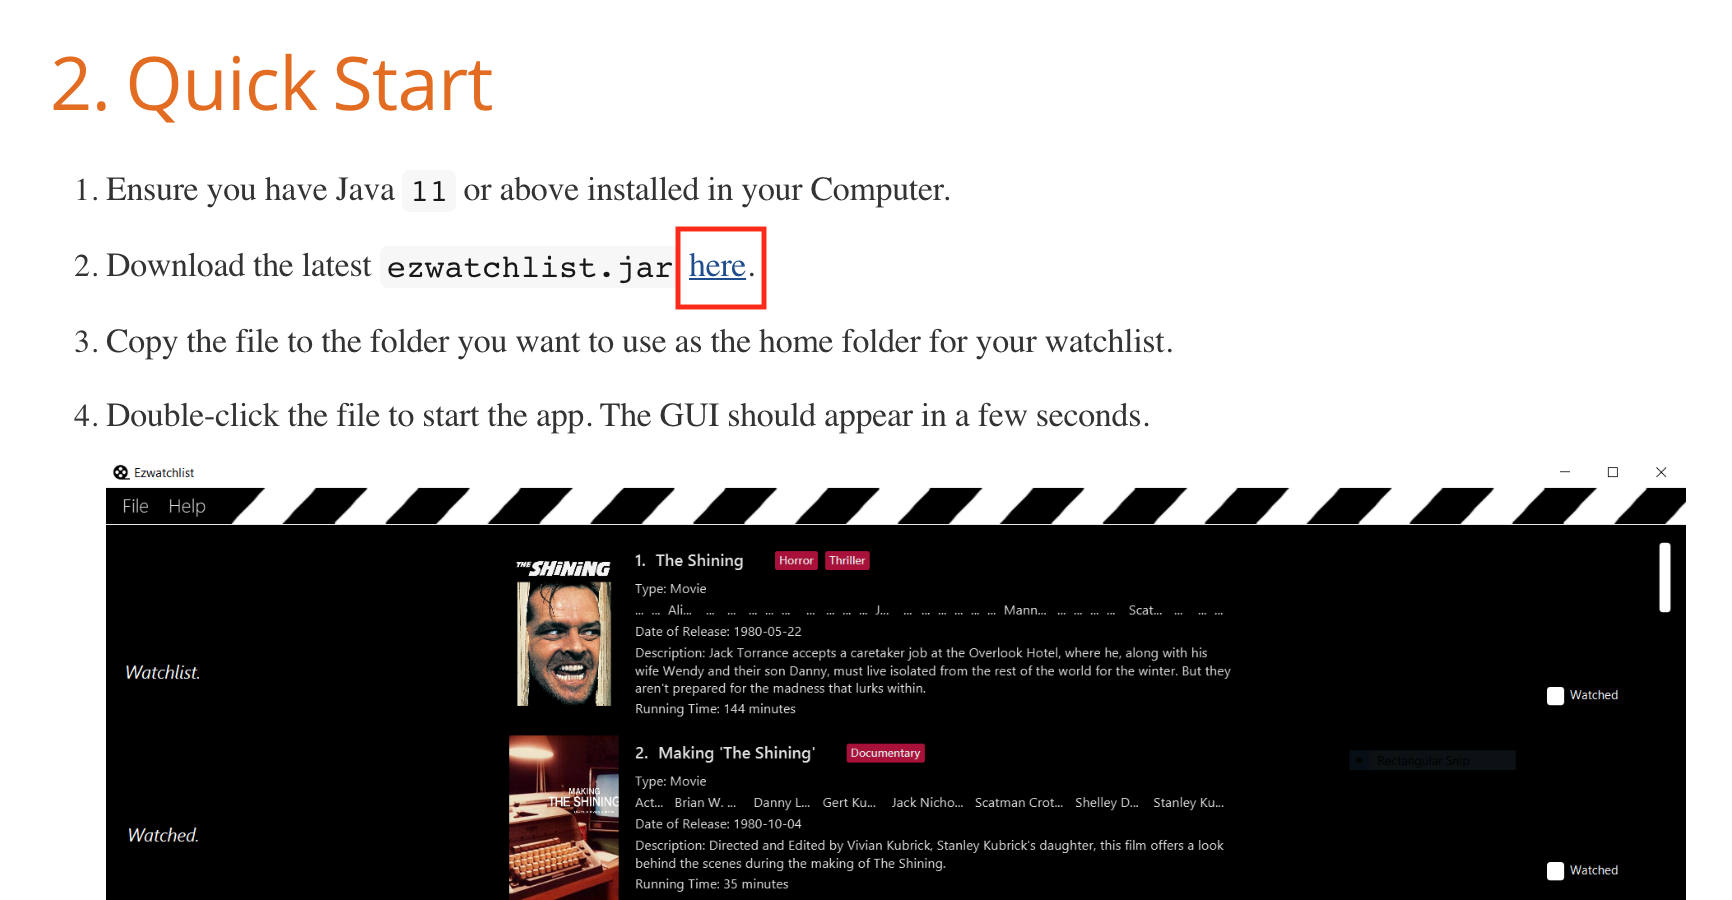 2. Quick Start
1. Ensure you have Java 11 or above installed in your Computer.
2. Download the latest ezwatchlist.jar here.
3. Copy the file to the folder you want to use as the home folder for your watchlist.
4. Double-click the file to start the app. The GUI should appear in a few seconds.
Ezwatchlist
File Help
THE SHINING
1. The Shining Horror Thriller
Type: Movie
... ... Ali... ... ... ... ... ... ... ... ... ... J... ... ... ... ... ... ... Mann... ... ... ... ... Scat... ... ... ...
Date of Release: 1980-05-22
Description: Jack Torrance accepts a caretaker job at the Overlook Hotel, where he, along with his
wife Wendy and their son Danny, must live isolated from the rest of the world for the winter. But they
aren't prepared for the madness that lurks within.
Running Time: 144 minutes
Watchlist.
Watched
2. Making 'The Shining' Documentary
Rectangular Snip
Type: Movie
MAKING
THE SHINING
Act... Brian W. ... Danny L... Gert Ku... Jack Nicho... Scatman Crot... Shelley D... Stanley Ku...
Date of Release: 1980-10-04
Watched.
Description: Directed and Edited by Vivian Kubrick, Stanley Kubrick's daughter, this film offers a look
behind the scenes during the making of The Shining.
Running Time: 35 minutes
Watched